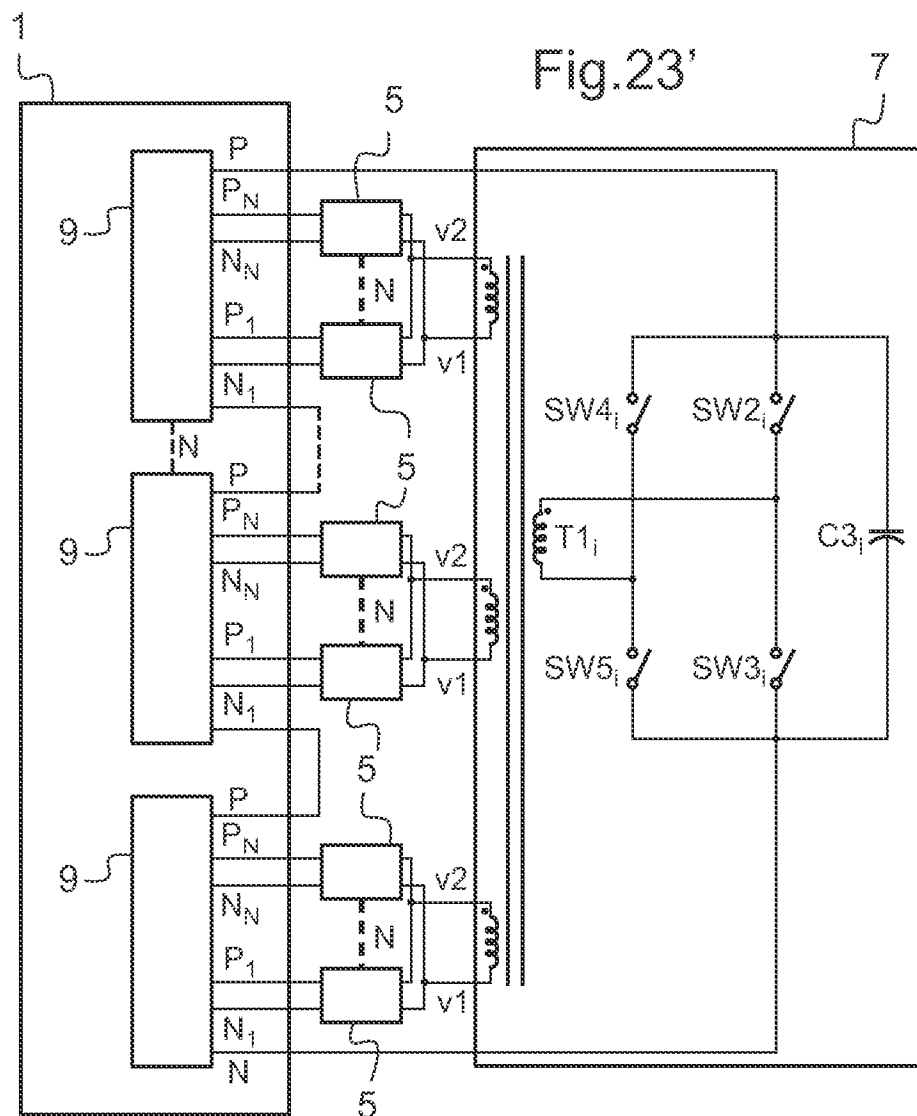 1
Fig.23’
7
5
P
P_N
9
v2
N_N
N
P_1
v1
N_1
SW4_i
SW2_i
N
5
P
P_N
9
v2
T1_i
C3_i
N_N
N
P_1
v1
SW5_i
SW3_i
N_1
5
5
P
P_N
9
v2
N_N
N
P_1
v1
N_1
N
5